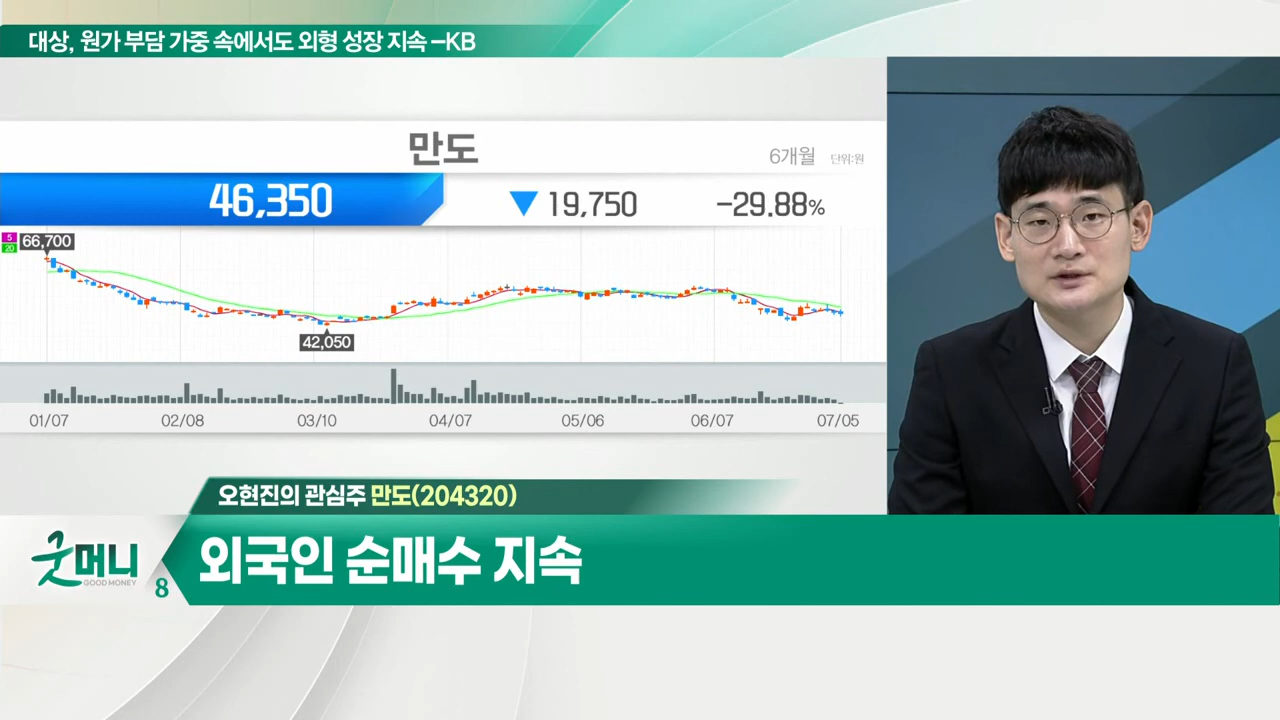 대상, 원가 부담 가중 속에서도 외형 성장 지속 –KB
만도
6개월 단위:원
46,350 ▼ 19,750 -29.88%
5
20
66,700
42,050
01/07 02/08 03/10 04/07 05/06 06/07 07/05
오현진의 관심주 만도(204320)
굿머니
GOOD MONEY
8
외국인 순매수 지속